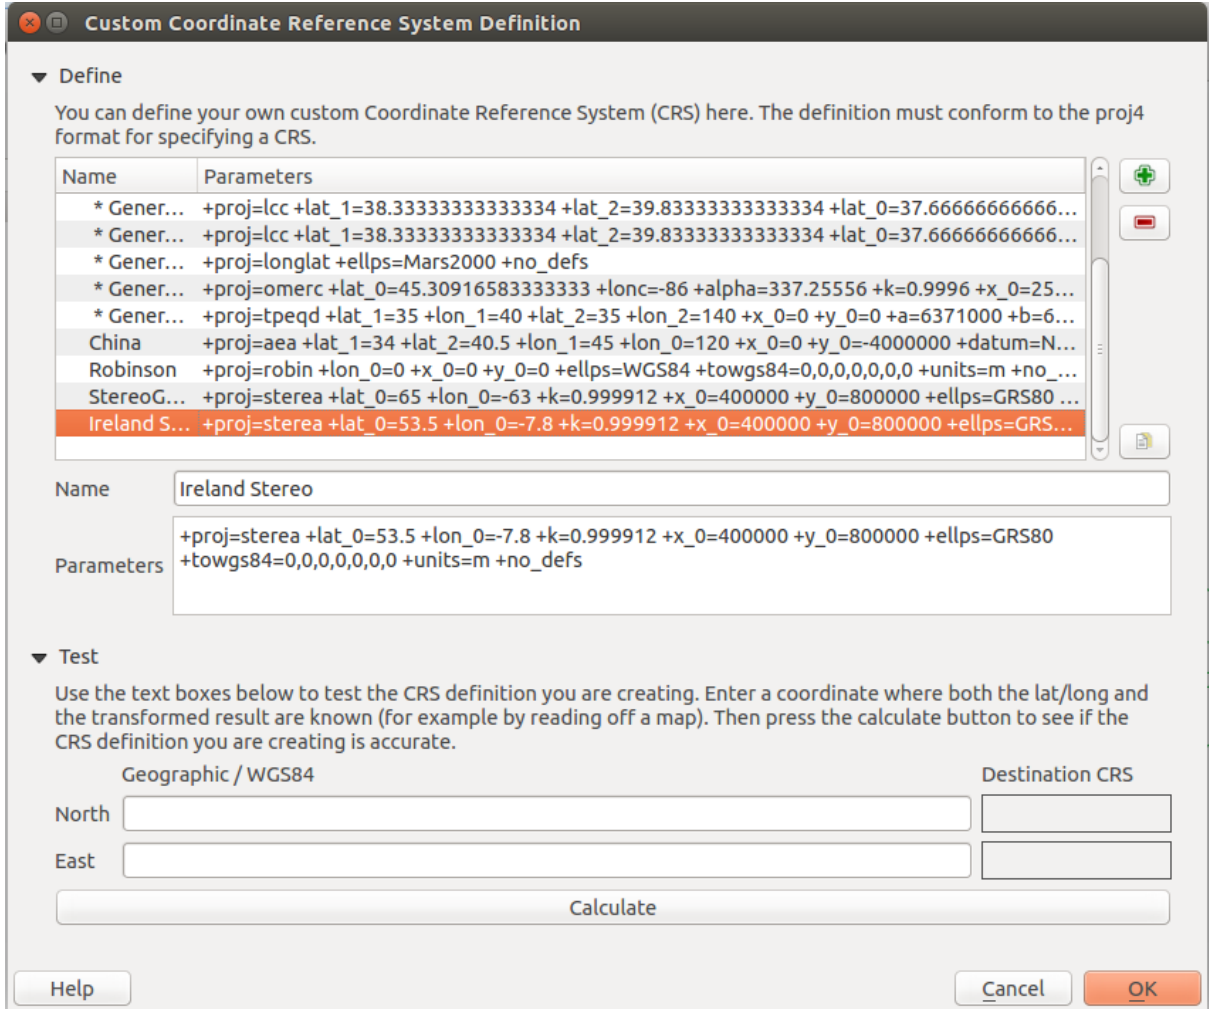 Custom Coordinate Reference System Definition
Define
You can define your own custom Coordinate Reference System (CRS) here. The definition must conform to the proj4
format for specifying a CRS.
Name Parameters
* Gener... +proj=lcc +lat_1=38.33333333333334 +lat_2=39.83333333333334 +lat_0=37.66666666666...
* Gener... +proj=lcc +lat_1=38.33333333333334 +lat_2=39.83333333333334 +lat_0=37.66666666666...
* Gener... +proj=longlat +ellps=Mars2000 +no_defs
* Gener... +proj=omerc +lat_0=45.30916583333333 +lonc=-86 +alpha=337.25556 +k=0.9996 +x_0=25...
* Gener... +proj=tpeqd +lat_1=35 +lon_1=40 +lat_2=35 +lon_2=140 +x_0=0 +y_0=0 +a=6371000 +b=6...
China +proj=aea +lat_1=34 +lat_2=40.5 +lon_1=45 +lon_0=120 +x_0=0 +y_0=-4000000 +datum=N...
Robinson +proj=robin +lon_0=0 +x_0=0 +y_0=0 +ellps=WGS84 +towgs84=0,0,0,0,0,0,0 +units=m +no_...
StereoG... +proj=sterea +lat_0=65 +lon_0=-63 +k=0.999912 +x_0=400000 +y_0=800000 +ellps=GRS80 ...
Ireland S... +proj=sterea +lat_0=53.5 +lon_0=-7.8 +k=0.999912 +x_0=400000 +y_0=800000 +ellps=GRS...
Name Ireland Stereo
+proj=sterea +lat_0=53.5 +lon_0=-7.8 +k=0.999912 +x_0=400000 +y_0=800000 +ellps=GRS80
Parameters +towgs84=0,0,0,0,0,0,0 +units=m +no_defs
Test
Use the text boxes below to test the CRS definition you are creating. Enter a coordinate where both the lat/long and
the transformed result are known (for example by reading off a map). Then press the calculate button to see if the
CRS definition you are creating is accurate.
Geographic / WGS84 Destination CRS
North
East
Calculate
Help Cancel OK